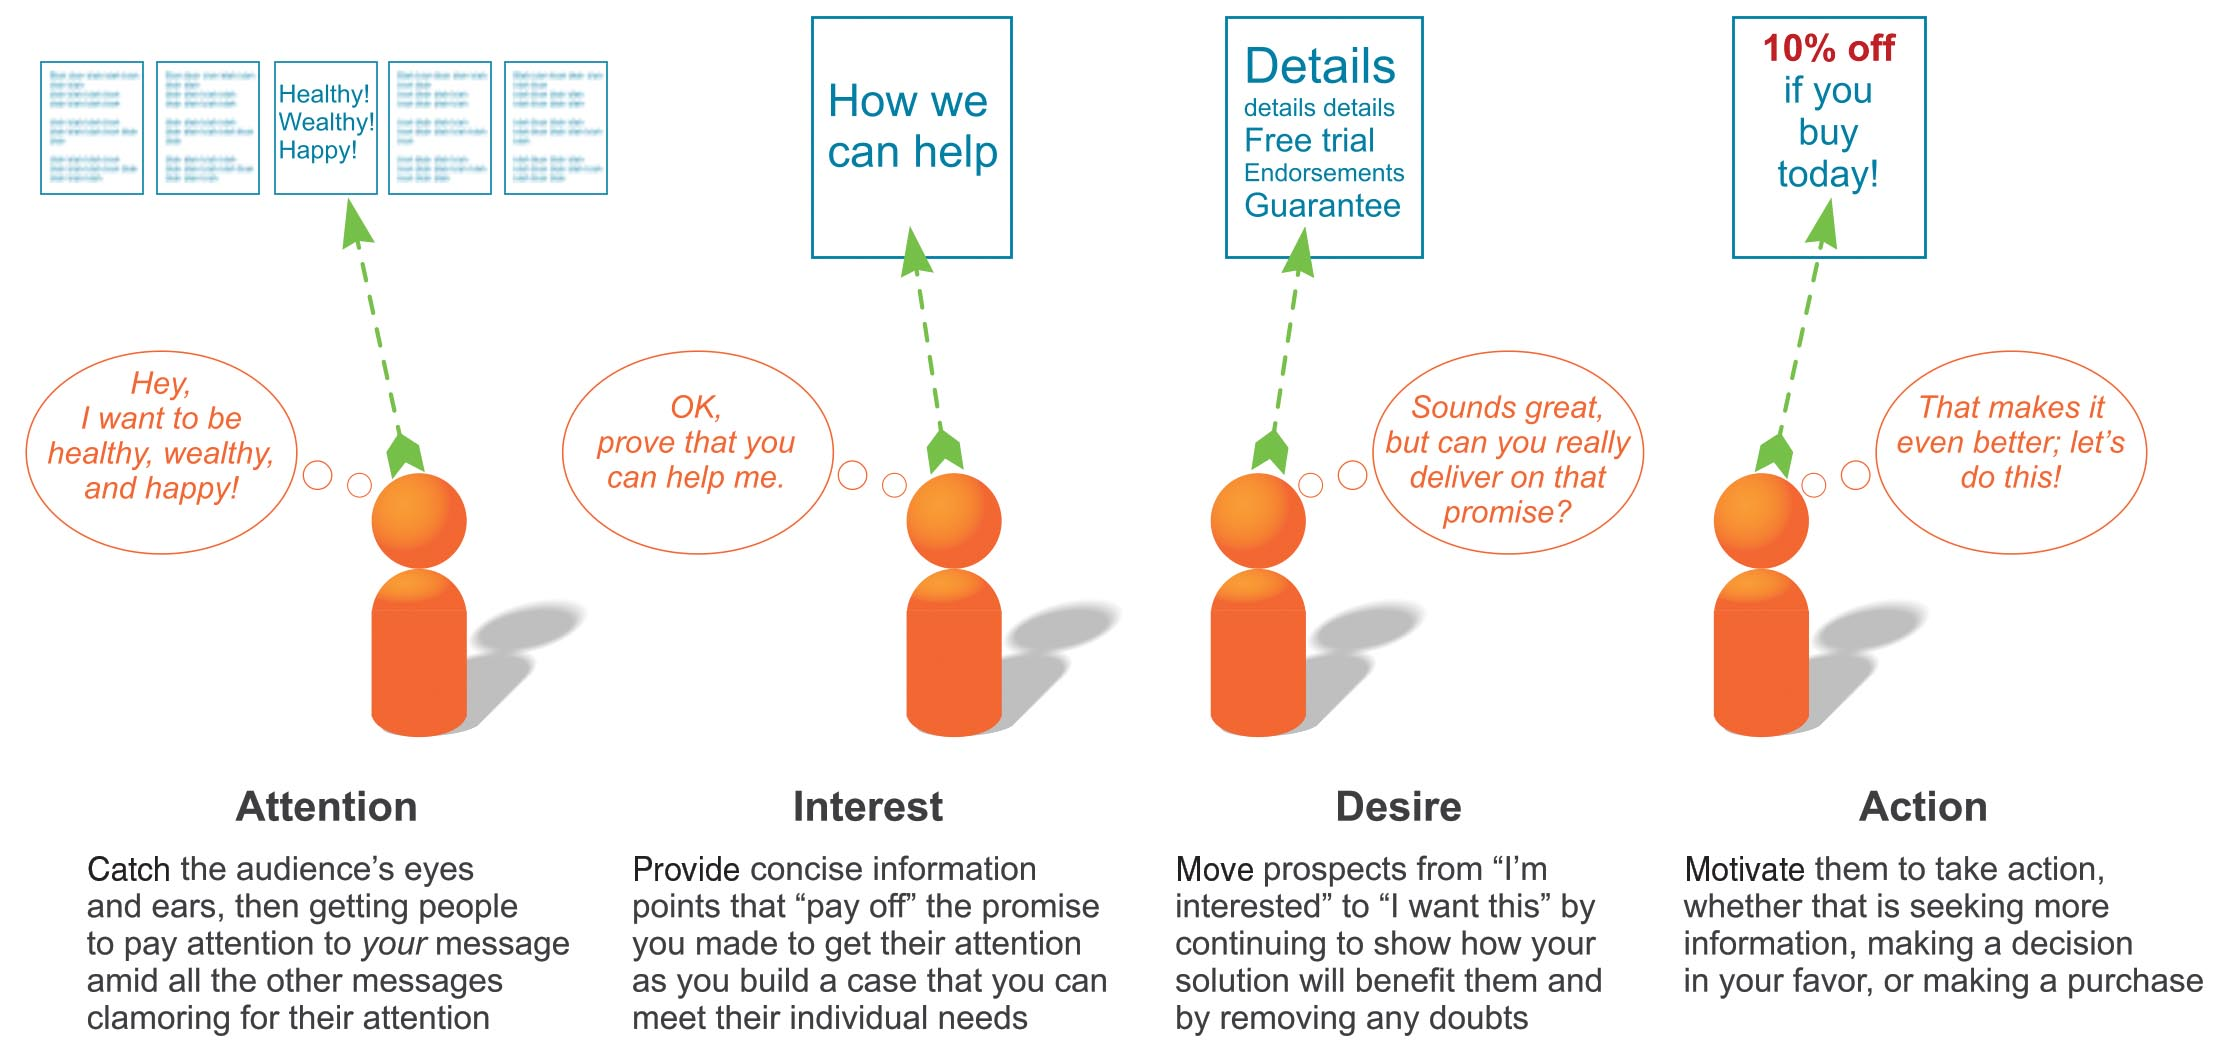 Healthy!
Wealthy!
Happy!
How we
can help
Details
details details
Free trial
Endorsements
Guarantee
10% off
if you
buy
today!
Hey,
I want to be
healthy, wealthy,
and happy!
OK,
prove that you
can help me.
Sounds great,
but can you really
deliver on that
promise?
That makes it
even better; let’s
do this!
Attention
Catch the audience’s eyes
and ears, then getting people
to pay attention to your message
amid all the other messages
clamoring for their attention
Interest
Provide concise information
points that “pay off” the promise
you made to get their attention
as you build a case that you can
meet their individual needs
Desire
Move prospects from “I’m
interested” to “I want this” by
continuing to show how your
solution will benefit them and
by removing any doubts
Action
Motivate them to take action,
whether that is seeking more
information, making a decision
in your favor, or making a purchase